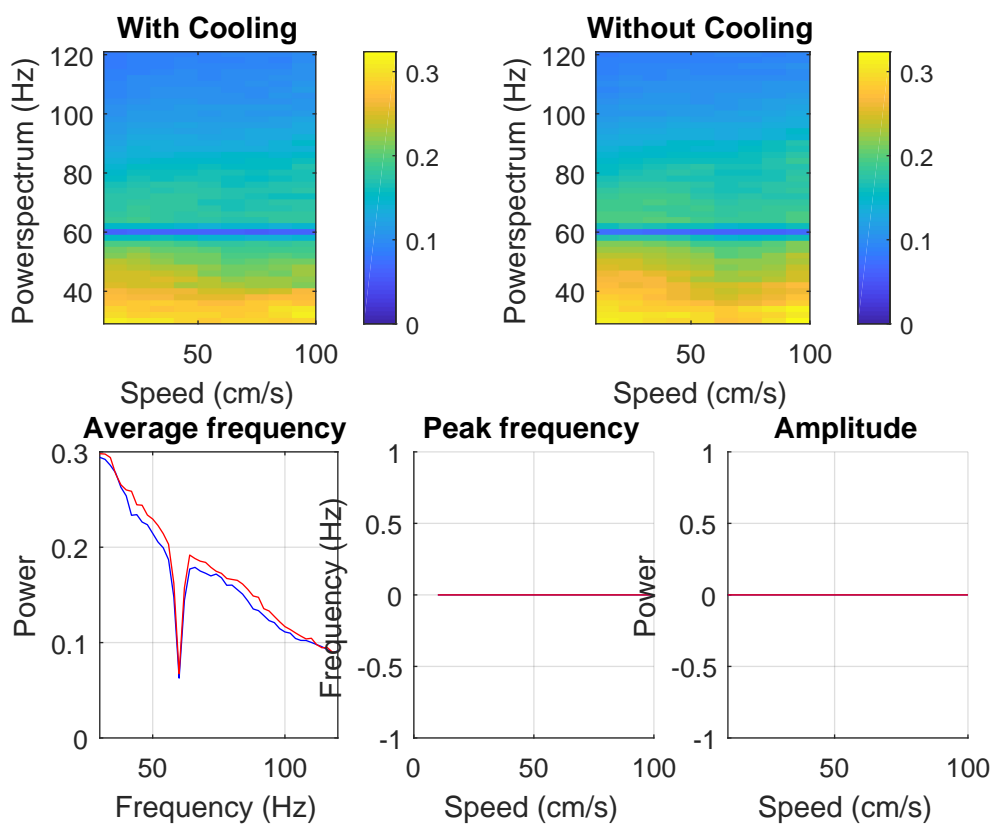 With Cooling
Powerspectrum (Hz)
120
100
80
60
40
50
100
Speed (cm/s)
0.3
0.2
0.1
0
Without Cooling
Powerspectrum (Hz)
120
100
80
60
40
50
100
Speed (cm/s)
0.3
0.2
0.1
0
Average frequency
Power
0.3
0.2
0.1
0
50
100
Frequency (Hz)
Peak frequency
Frequency (Hz)
1
0.5
0
-0.5
-1
0
50
100
Speed (cm/s)
Amplitude
Power
1
0.5
0
-0.5
-1
50
100
Speed (cm/s)